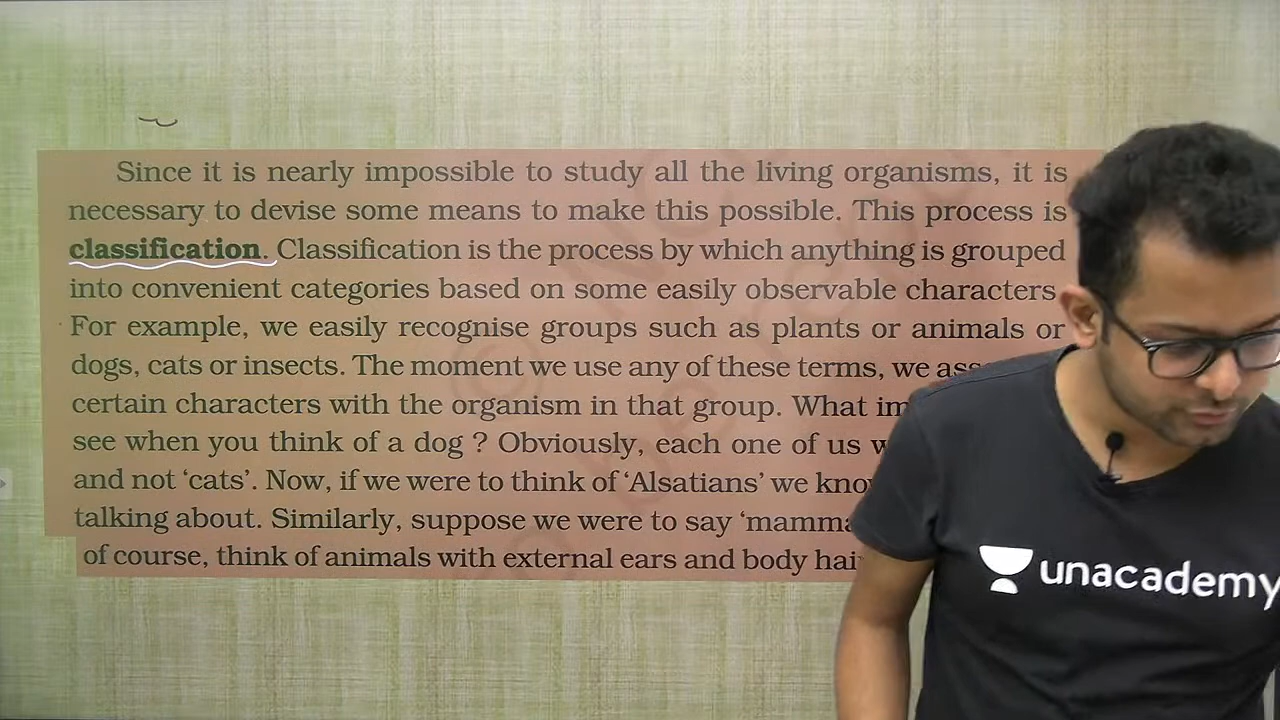 Since it is nearly impossible to study all the living organisms, it is
necessary to devise some means to make this possible. This process is
classification. Classification is the process by which anything is grouped
into convenient categories based on some easily observable characters
For example, we easily recognise groups such as plants or animals or
dogs, cats or insects. The moment we use any of these terms, we
certain characters with the organism in that group. What
see when you think of a dog ? Obviously, each one of us
and not ‘cats’. Now, if we were to think of ‘Alsatians’ we
talking about. Similarly, suppose we were to say
of course, think of animals with external ears and body
unacademy